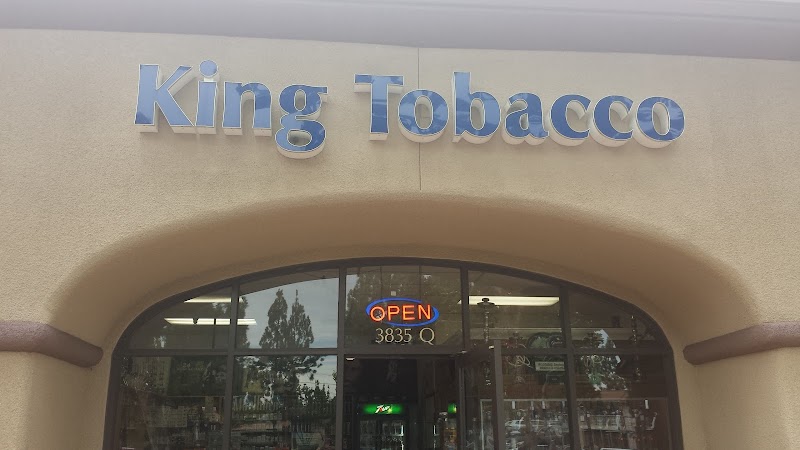 King Tobacco
OPEN
3835 Q